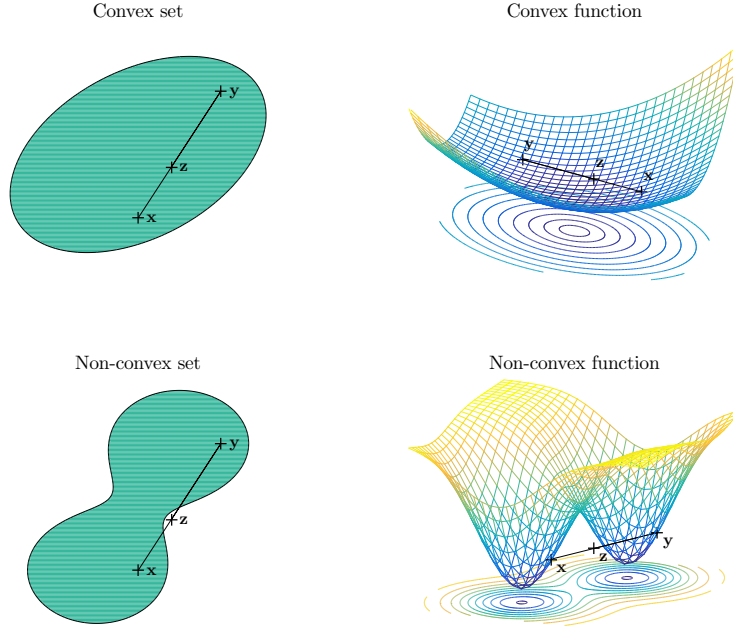 Convex set
Convex function
y
z
x
y
z
x
Non-convex set
Non-convex function
y
z
x
y
z
x